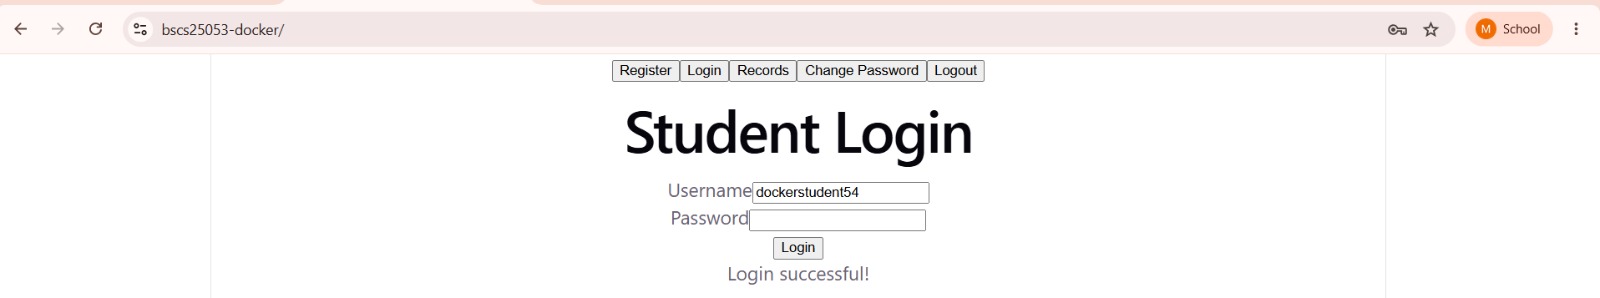 bscs25053-docker/
M School
Register Login Records Change Password Logout
Student Login
Username dockerstudent54
Password
Login
Login successful!